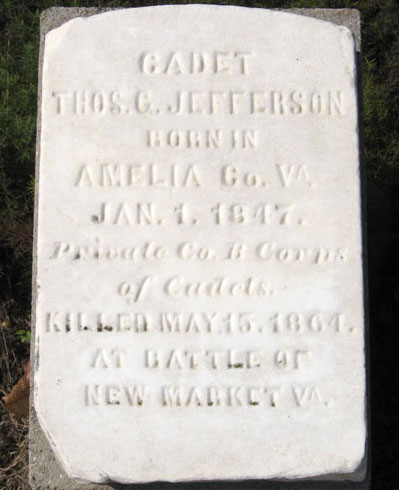 CADET
THOS. G. JEFFERSON
BORN IN
AMELIA Co. VA.
JAN. 1. 1847.
Private Co. B Corps
of Cadets.
KILLED MAY 15. 1864.
AT BATTLE OF
NEW MARKET VA.